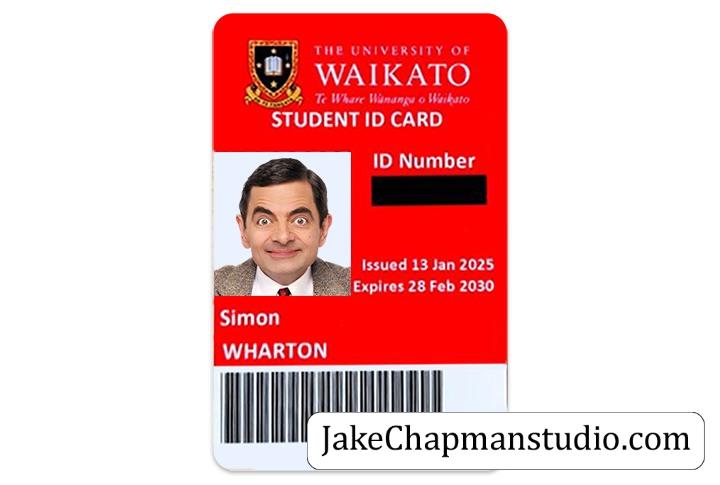 THE UNIVERSITY OF
WAIKATO
Te Whare Wānanga o Waikato
STUDENT ID CARD
ID Number
Issued 13 Jan 2025
Expires 28 Feb 2030
Simon
WHARTON
JakeChapmanstudio.com